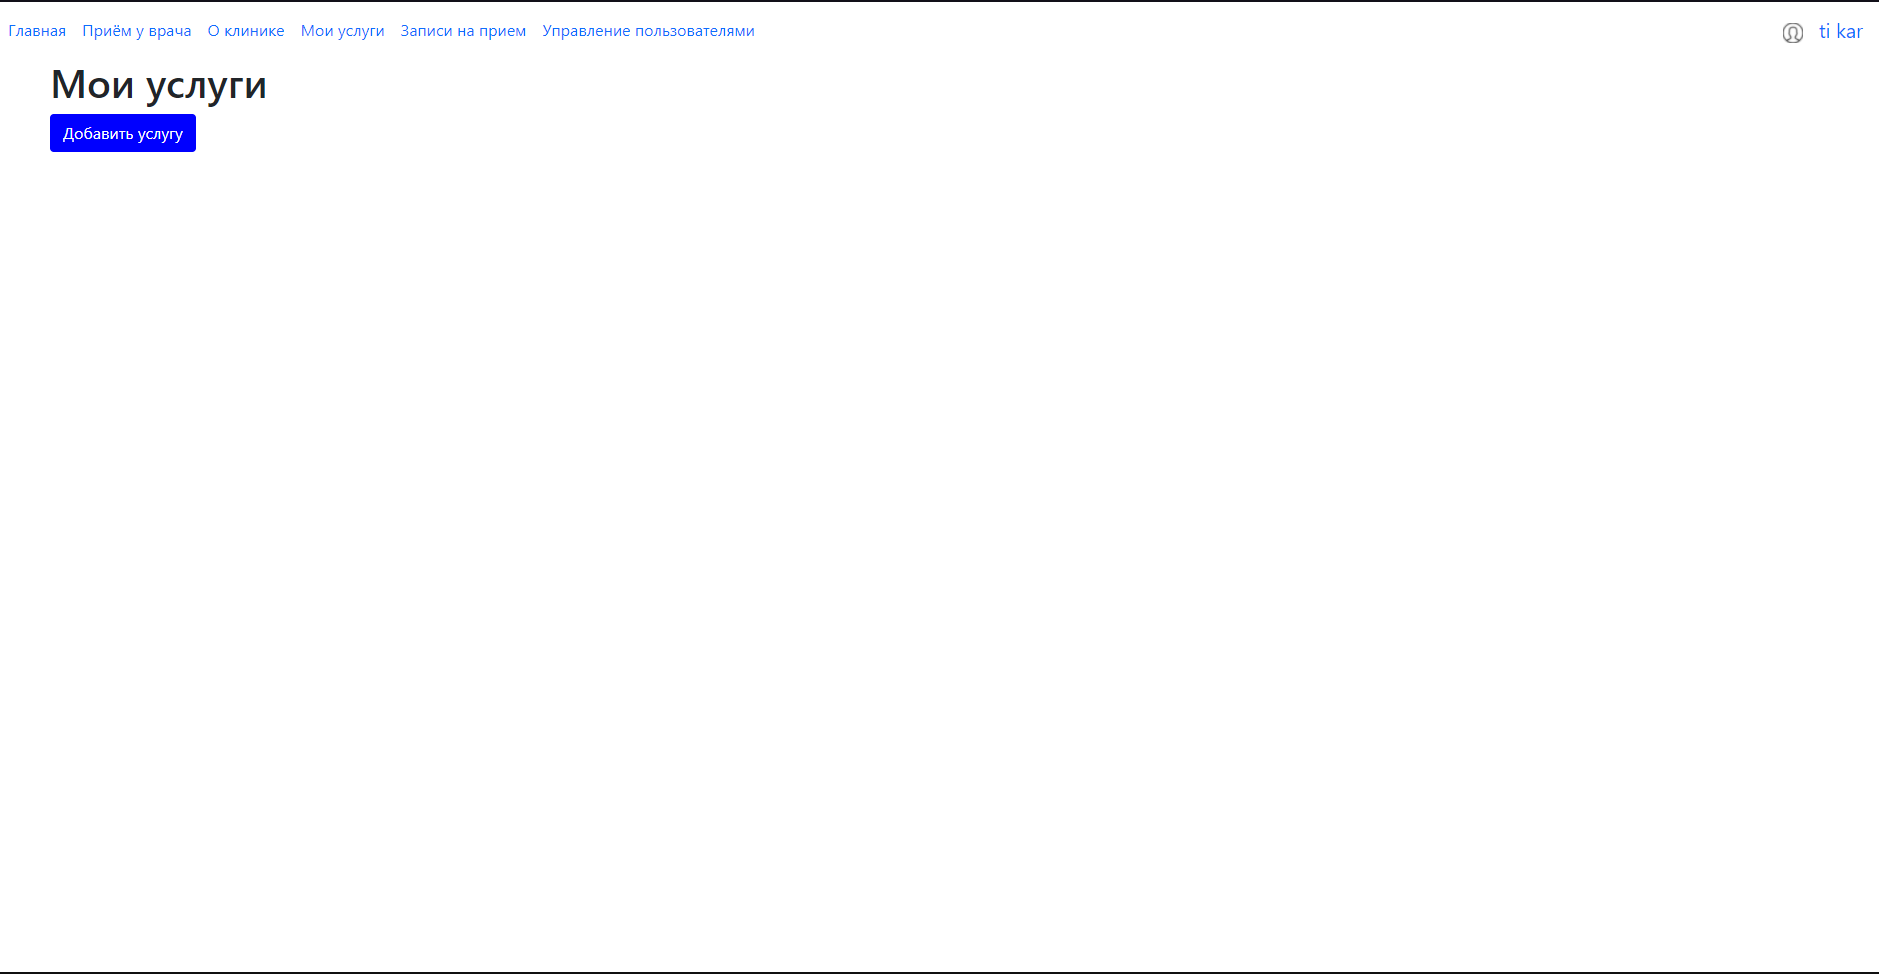 Главная Приём у врача О клинике Мои услуги Записи на прием Управление пользователями ti kar
Мои услуги
Добавить услугу